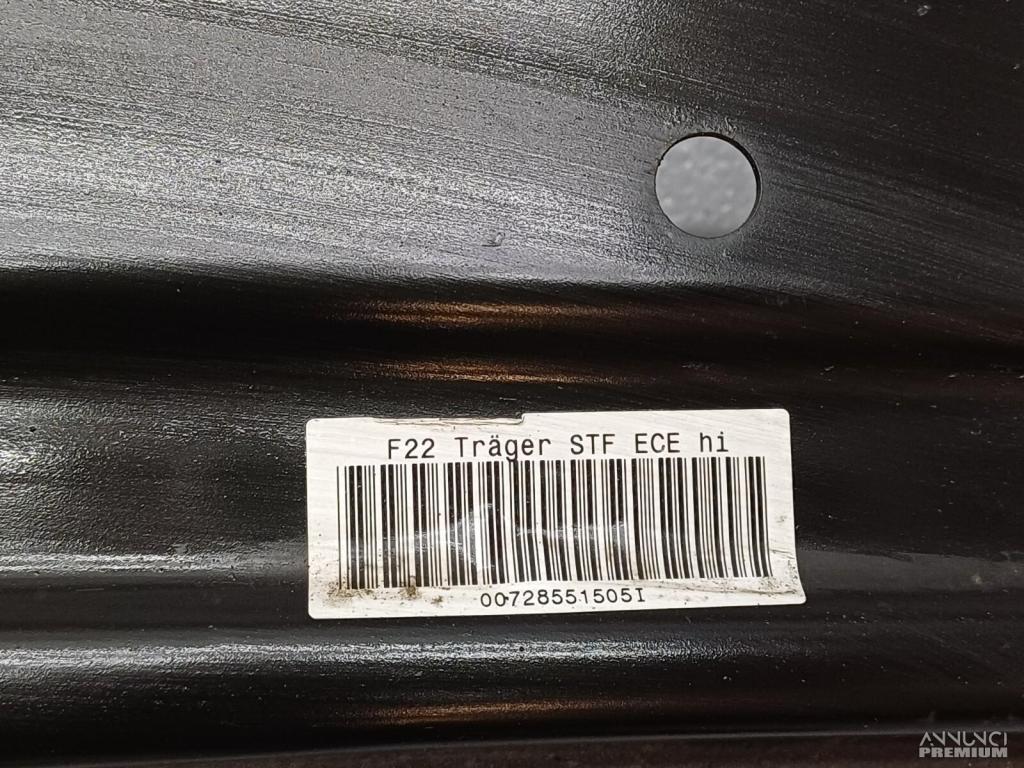 F22 Träger STF ECE hi
00728551505I
ANNUNCI
PREMIUM